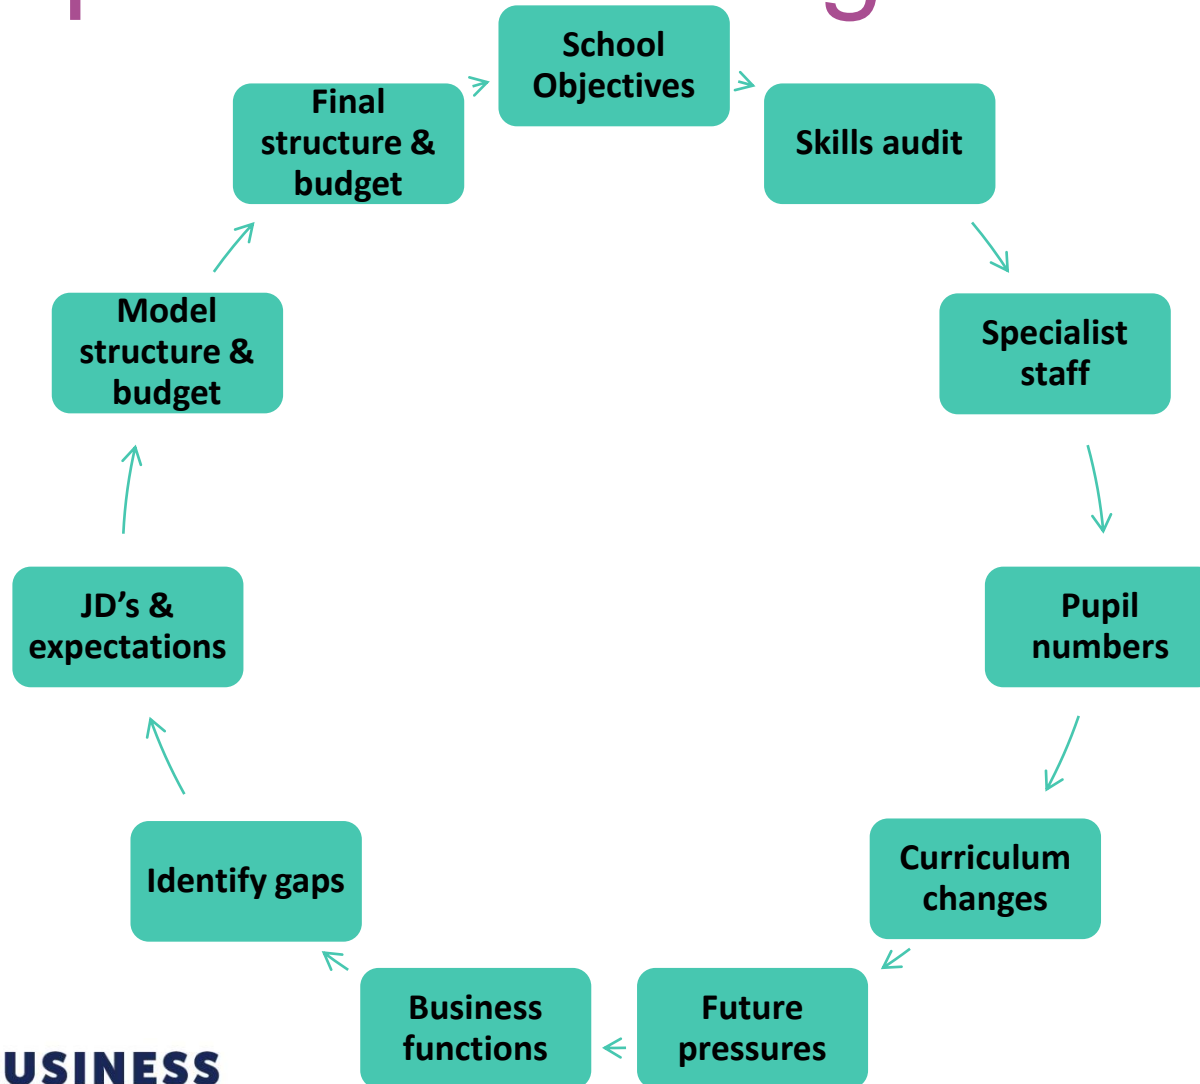 School
Objectives
Skills audit
Specialist
staff
Pupil
numbers
Curriculum
changes
Future
pressures
Business
functions
Identify gaps
JD’s &
expectations
Model
structure &
budget
Final
structure &
budget
USINESS